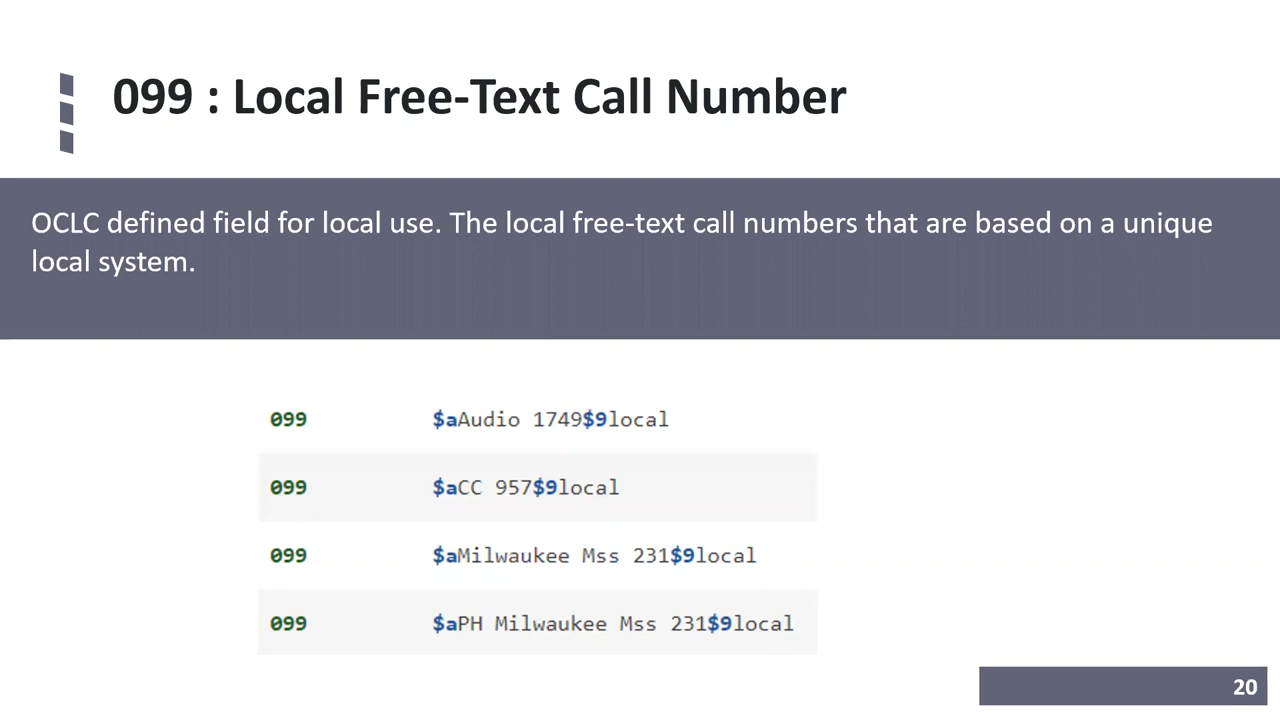 099 : Local Free-Text Call Number
OCLC defined field for local use. The local free-text call numbers that are based on a unique
local system.
099 $aAudio 1749$9local
099 $aCC 957$9local
099 $aMilwaukee Mss 231$9local
099 $aPH Milwaukee Mss 231$9local
20